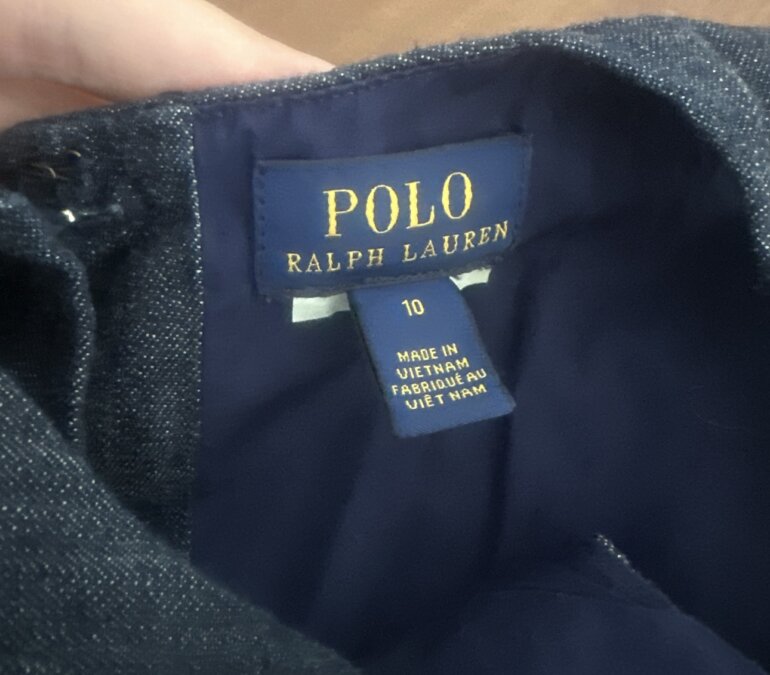 POLO
RALPH LAUREN
10
MADE IN
VIETNAM
FABRIQUÉ AU
VIÊT NAM